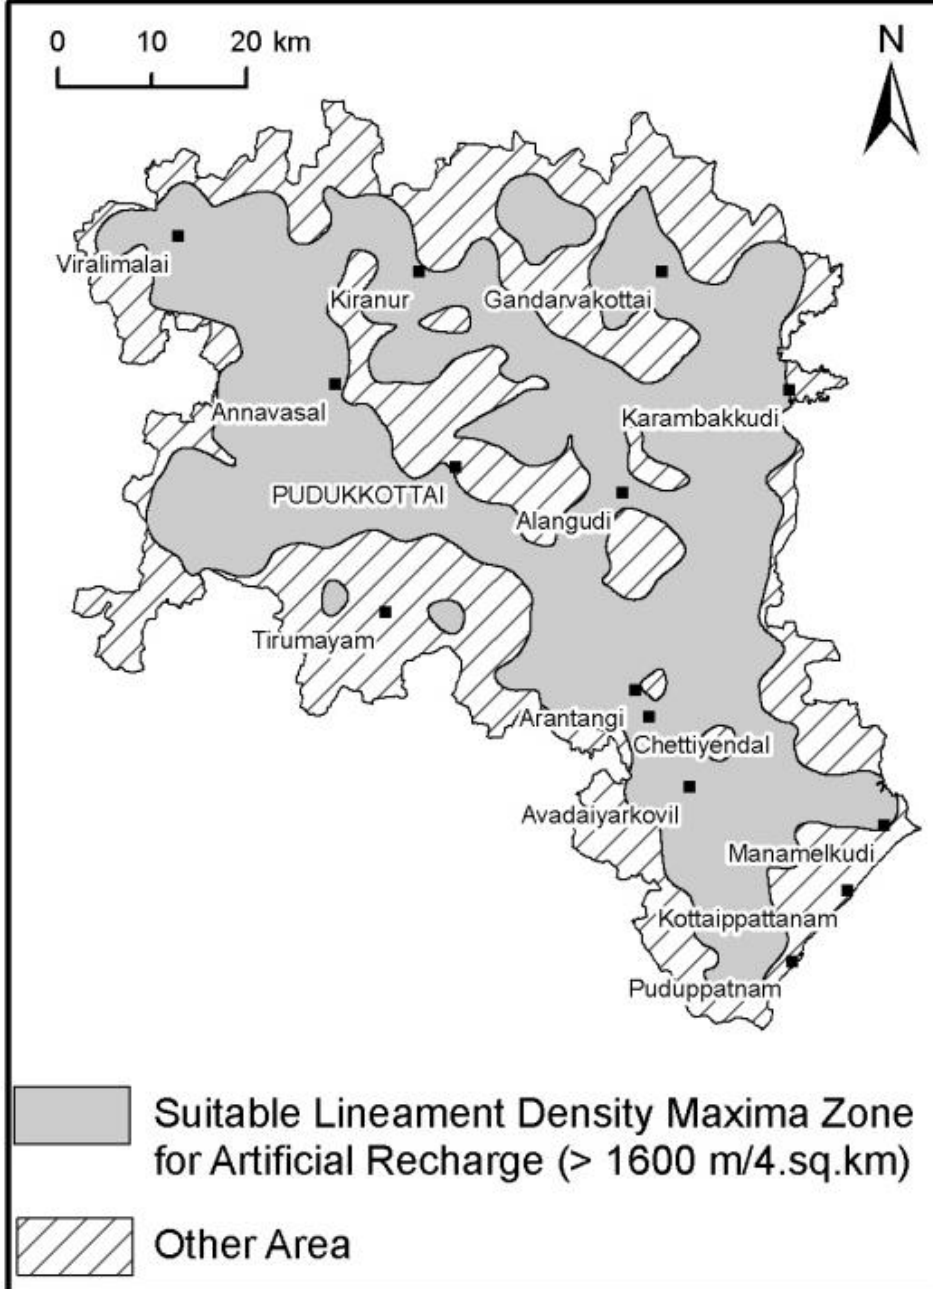 0 10 20 km
N
Viralimalai
Kiranur
Gandarvakottai
Annavasal
Karambakkudi
PUDUKKOTTAI
Alangudi
Tirumayam
Arantangi
Chettiyendal
Avadaiyarkovil
Manamelkudi
Kottaippattanam
Puduppatnam
Suitable Lineament Density Maxima Zone
for Artificial Recharge (> 1600 m/4.sq.km)
Other Area